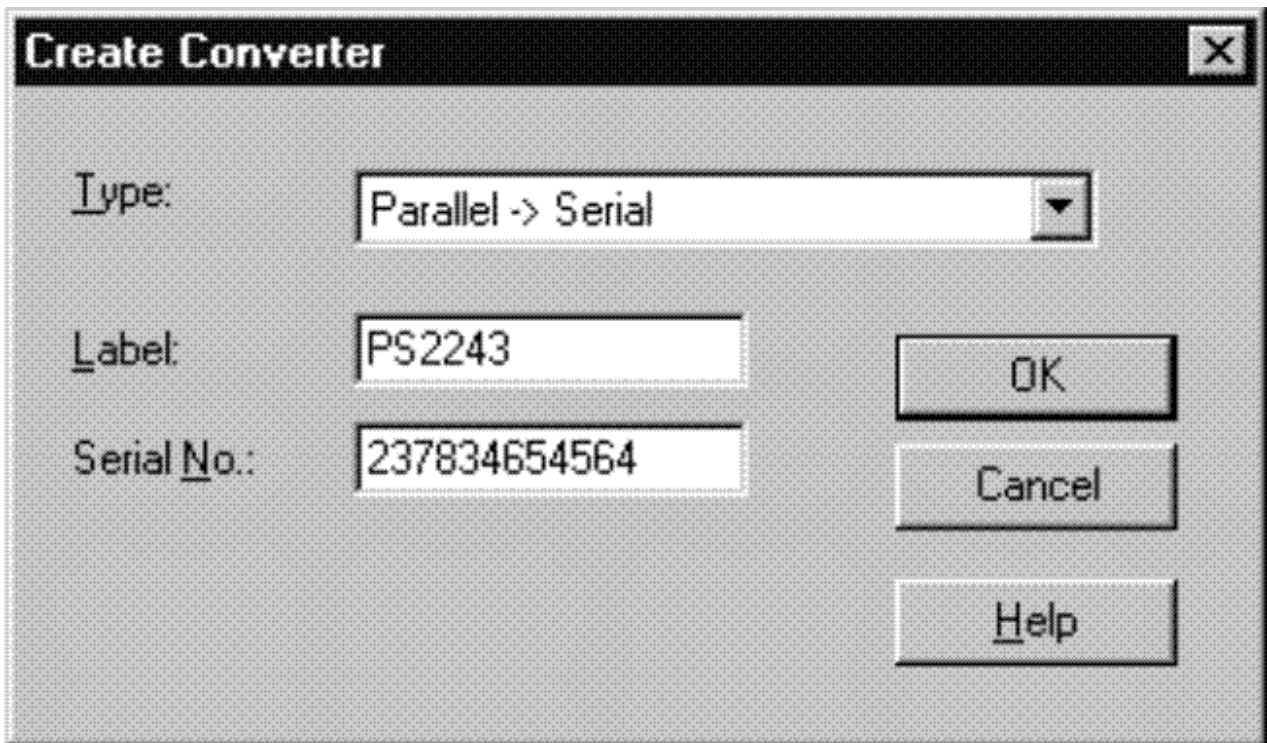 Create Converter
Type:
Parallel -> Serial
Label:
PS2243
Serial No.:
237834654564
OK
Cancel
Help